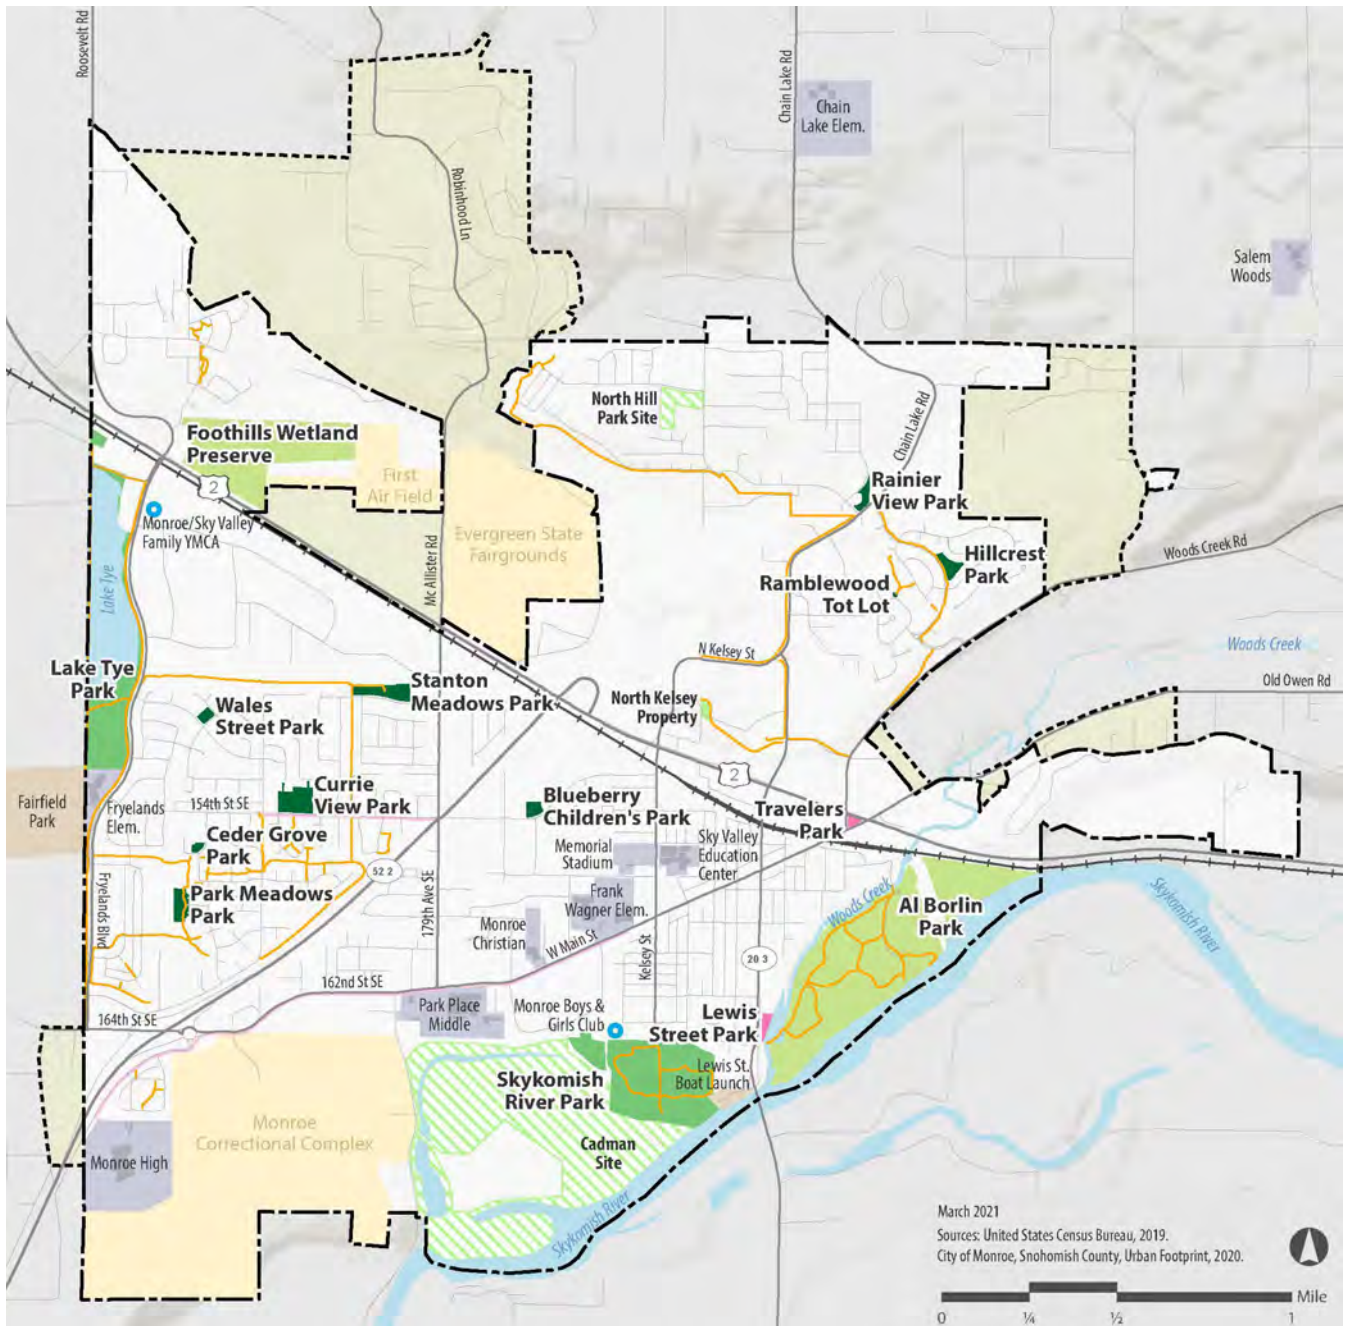 Roosevelt Rd
Chain Lake Rd
Chain
Lake Elem.
Robinhood Ln
Salem
Woods
North Hill
Park Site
Chain Lake Rd
Foothills Wetland
Preserve
First
Air Field
2
Rainier
View Park
Monroe/Sky Valley
Family YMCA
Mc Allister Rd
Evergreen State
Fairgrounds
Woods Creek Rd
Hillcrest
Park
Ramblewood
Tot Lot
Lake Tye
Woods Creek
N Kelsey St
Lake Tye
Park
Stanton
Meadows Park
Old Owen Rd
Wales
Street Park
North Kelsey
Property
2
Currie
View Park
Blueberry
Children's Park
Travelers
Park
Fairfield
Park
Fryelands
Elem.
154th St SE
Ceder Grove
Park
Memorial
Stadium
Sky Valley
Education
Center
52 2
Fryelands Blvd
Park Meadows
Park
179th Ave SE
Frank
Wagner Elem.
Woods Creek
Al Borlin
Park
Skykomish River
Monroe
Christian
W Main St
Kelsey St
20 3
162nd St SE
Park Place
Middle
Monroe Boys &
Girls Club
Lewis
Street Park
164th St SE
Skykomish
River Park
Lewis St.
Boat Launch
Monroe
Correctional Complex
Cadman
Site
Monroe High
Skykomish River
March 2021
Sources: United States Census Bureau, 2019.
City of Monroe, Snohomish County, Urban Footprint, 2020.
Mile
0 ¼ ½ 1